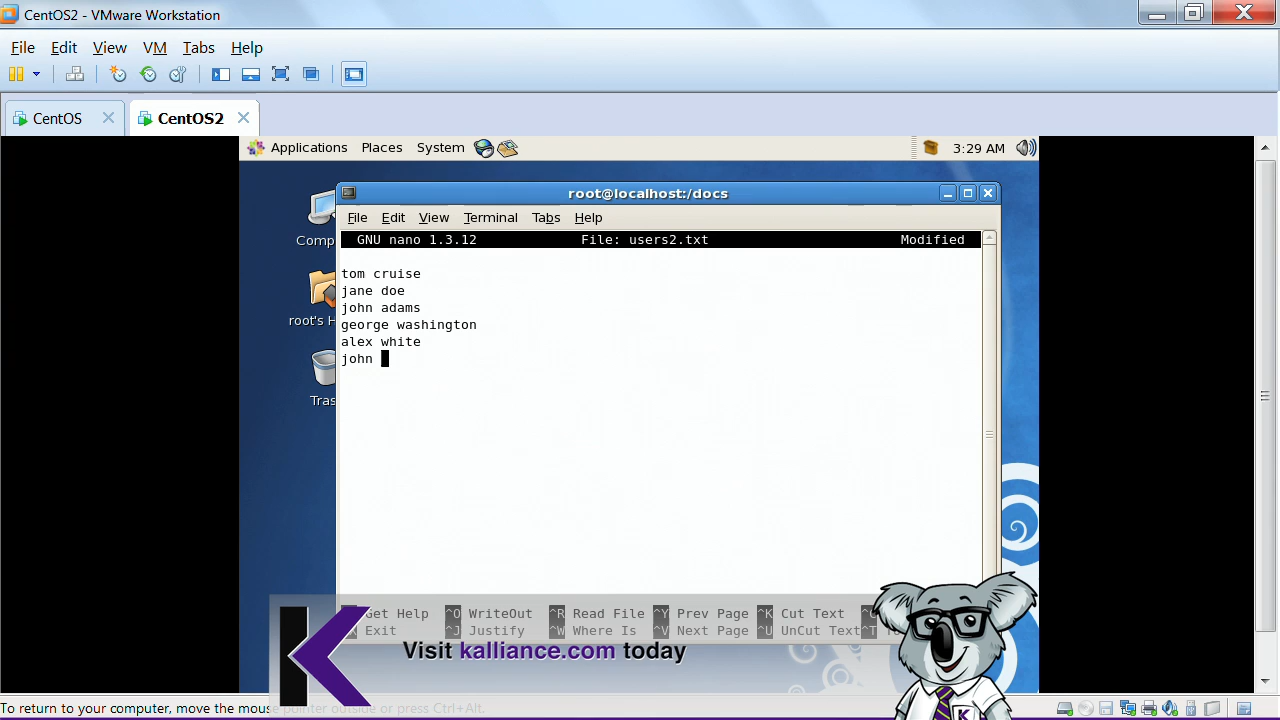 CentOS2 - VMware Workstation
File Edit View VM Tabs Help
CentOS CentOS2
Applications Places System 3:29 AM
root@localhost:/docs
File Edit View Terminal Tabs Help
GNU nano 1.3.12 File: users2.txt Modified
Comp
root's H
Tras
tom cruise
jane doe
john adams
george washington
alex white
john
Get Help ^O WriteOut ^R Read File ^Y Prev Page ^K Cut Text
Exit ^J Justify ^W Where Is ^V Next Page ^U UnCut Text ^T
Visit kalliance.com today
K
To return to your computer, move the mouse pointer outside or press Ctrl+Alt.